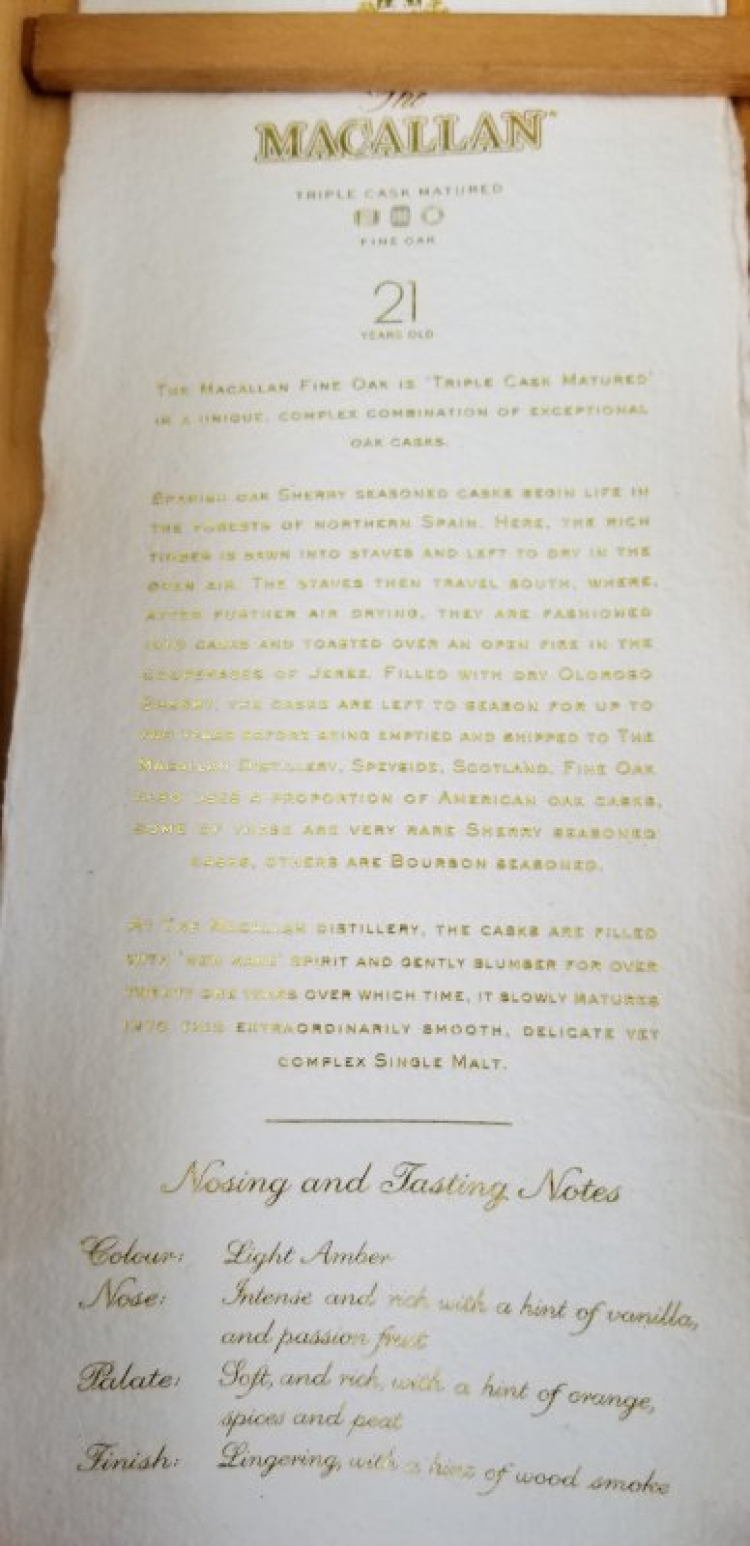 The
MACALLAN
TRIPLE CASK MATURED
FINE OAK
21
YEARS OLD
THE MACALLAN FINE OAK IS 'TRIPLE CASK MATURED'
IN A UNIQUE, COMPLEX COMBINATION OF EXCEPTIONAL
OAK CASKS.
SPANISH OAK SHERRY SEASONED CASKS BEGIN LIFE IN
THE FORESTS OF NORTHERN SPAIN. HERE, THE RICH
TIMBER IS SAWN INTO STAVES AND LEFT TO DRY IN THE
OPEN AIR. THE STAVES THEN TRAVEL SOUTH, WHERE,
AFTER FURTHER AIR DRYING, THEY ARE FASHIONED
INTO CASKS AND TOASTED OVER AN OPEN FIRE IN THE
COOPERAGES OF JEREZ. FILLED WITH DRY OLOROSO
SHERRY, THE CASKS ARE LEFT TO SEASON FOR UP TO
TWO YEARS BEFORE BEING EMPTIED AND SHIPPED TO THE
MACALLAN DISTILLERY, SPEYSIDE, SCOTLAND. FINE OAK
ALSO USES A PROPORTION OF AMERICAN OAK CASKS,
SOME OF THESE ARE VERY RARE SHERRY SEASONED
CASKS, OTHERS ARE BOURBON SEASONED.
AT THE MACALLAN DISTILLERY, THE CASKS ARE FILLED
WITH 'NEW MAKE' SPIRIT AND GENTLY SLUMBER FOR OVER
TWENTY ONE YEARS OVER WHICH TIME, IT SLOWLY MATURES
INTO THIS EXTRAORDINARILY SMOOTH, DELICATE YET
COMPLEX SINGLE MALT.
Nosing and Tasting Notes
Colour: Light Amber
Nose: Intense and rich with a hint of vanilla,
and passion fruit
Palate: Soft, and rich, with a hint of orange,
spices and peat
Finish: Lingering, with a hint of wood smoke